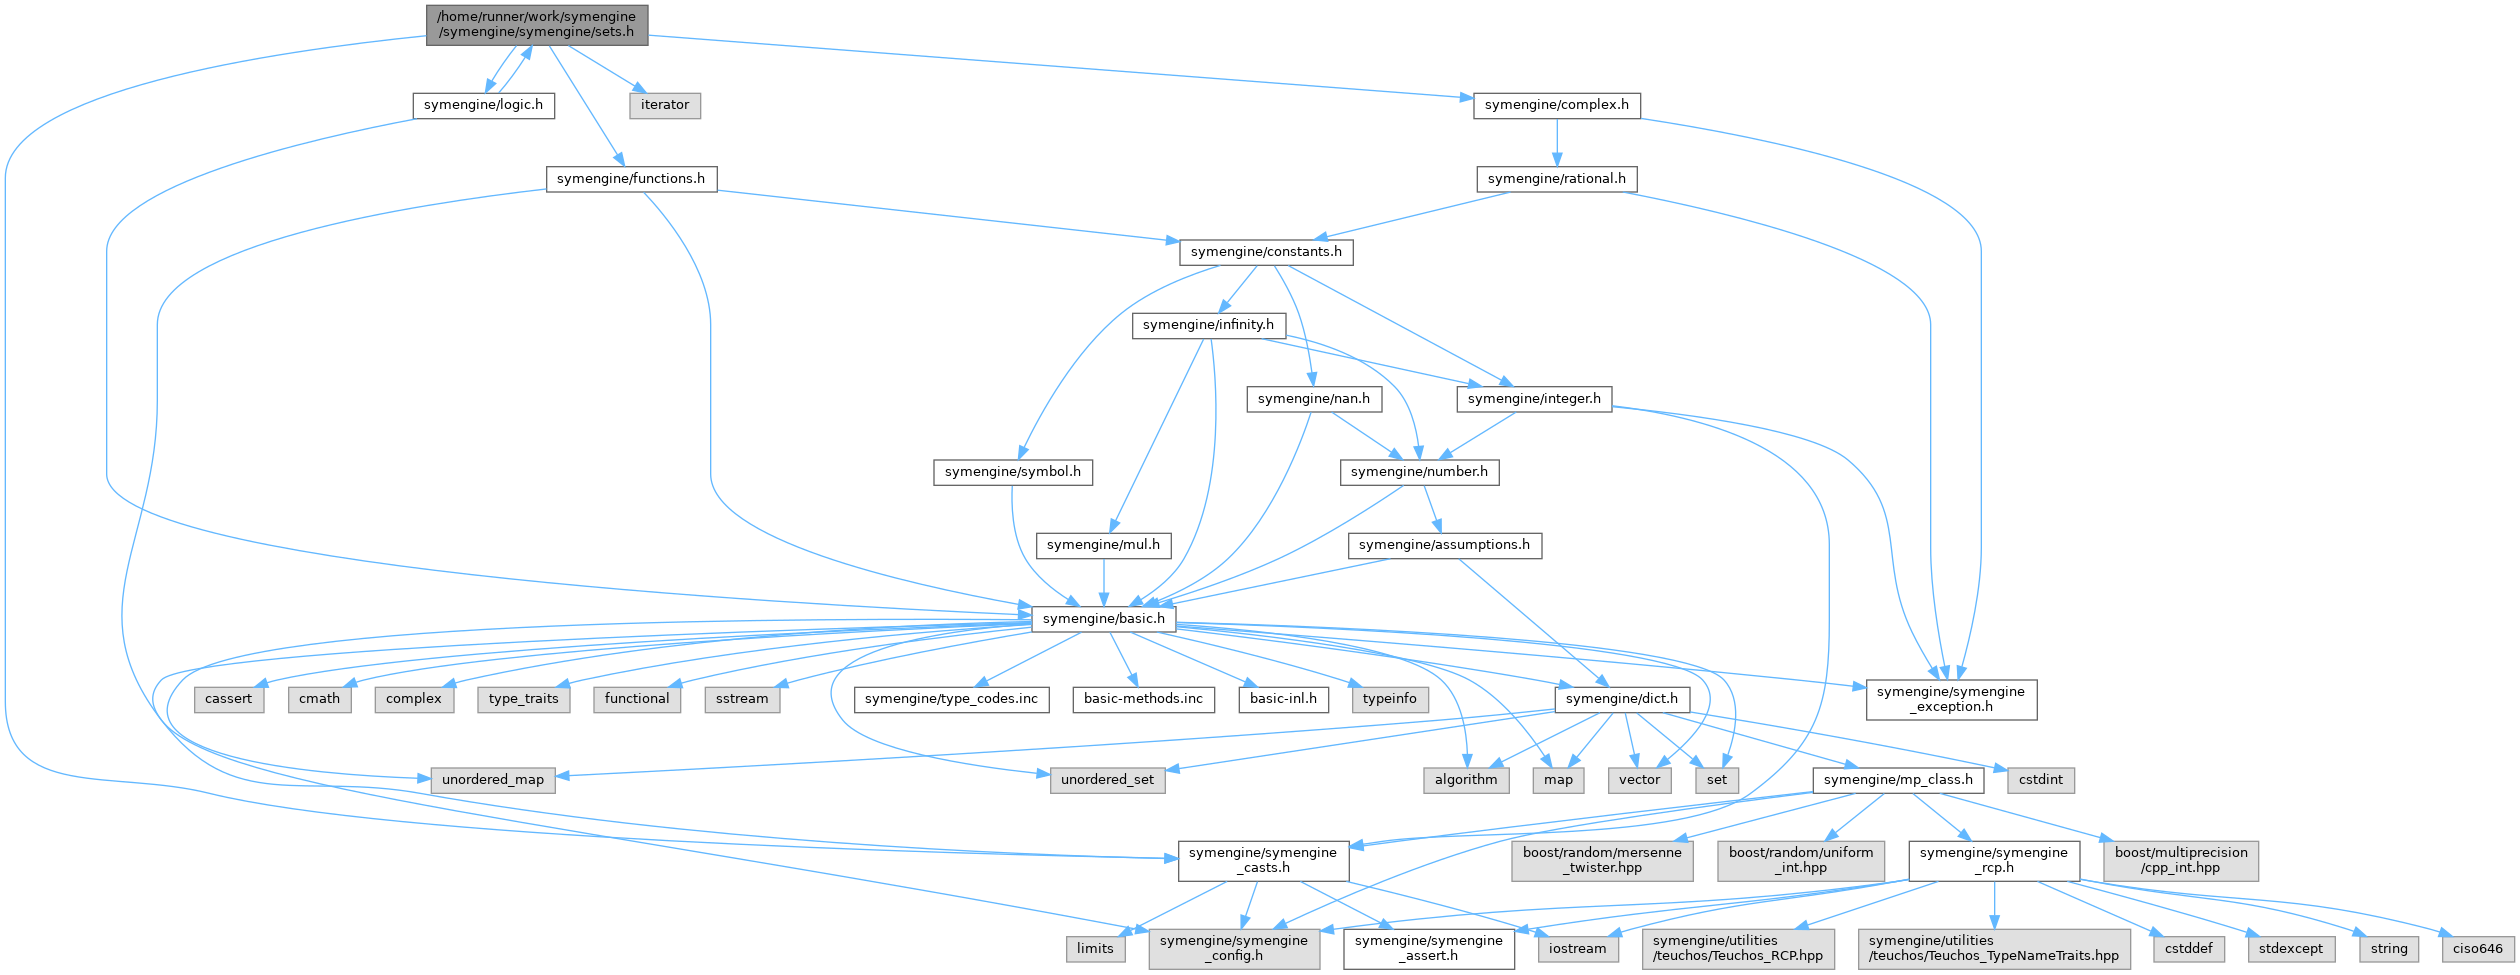 /home/runner/work/symengine
/symengine/symengine/sets.h
symengine/logic.h
iterator
symengine/complex.h
symengine/functions.h
symengine/rational.h
symengine/constants.h
symengine/infinity.h
symengine/nan.h
symengine/integer.h
symengine/symbol.h
symengine/number.h
symengine/mul.h
symengine/assumptions.h
symengine/basic.h
cassert
cmath
complex
type_traits
functional
sstream
symengine/type_codes.inc
basic-methods.inc
basic-inl.h
typeinfo
symengine/dict.h
symengine/symengine
_exception.h
unordered_map
unordered_set
algorithm
map
vector
set
symengine/mp_class.h
cstdint
symengine/symengine
_casts.h
boost/random/mersenne
_twister.hpp
boost/random/uniform
_int.hpp
symengine/symengine
_rcp.h
boost/multiprecision
/cpp_int.hpp
limits
symengine/symengine
_config.h
symengine/symengine
_assert.h
iostream
symengine/utilities
/teuchos/Teuchos_RCP.hpp
symengine/utilities
/teuchos/Teuchos_TypeNameTraits.hpp
cstddef
stdexcept
string
ciso646